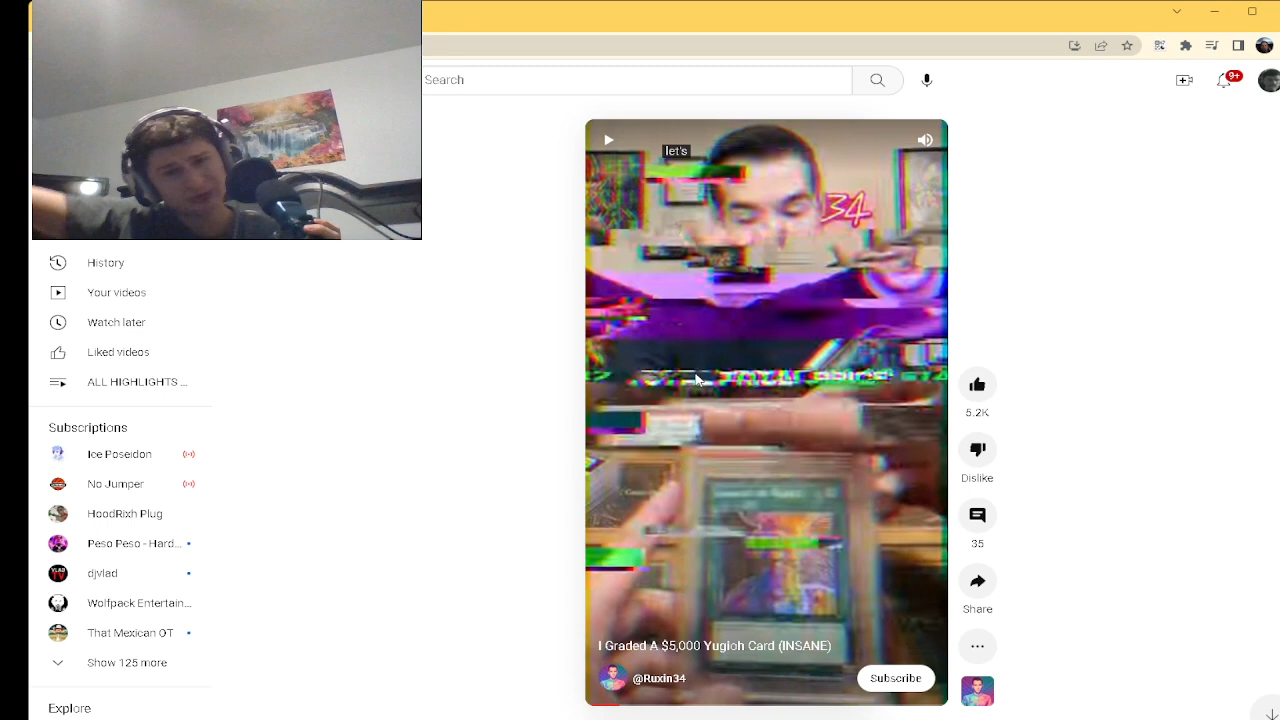 Search
9+
let's
34
History
Your videos
Watch later
Liked videos
ALL HIGHLIGHTS ...
Subscriptions
Ice Poseidon
No Jumper
HoodRixh Plug
Peso Peso - Hard...
djvlad
Wolfpack Entertain...
That Mexican OT
Show 125 more
Explore
5.2K
Dislike
35
Share
I Graded A $5,000 Yugioh Card (INSANE)
@Ruxin34
Subscribe